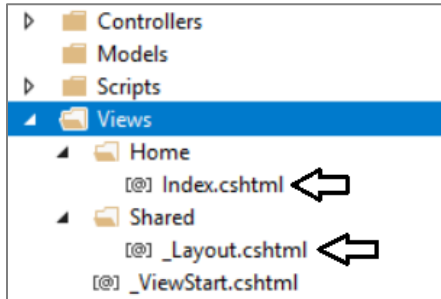 Controllers
Models
Scripts
Views
Home
[@] Index.cshtml
Shared
[@] _Layout.cshtml
[@] _ViewStart.cshtml